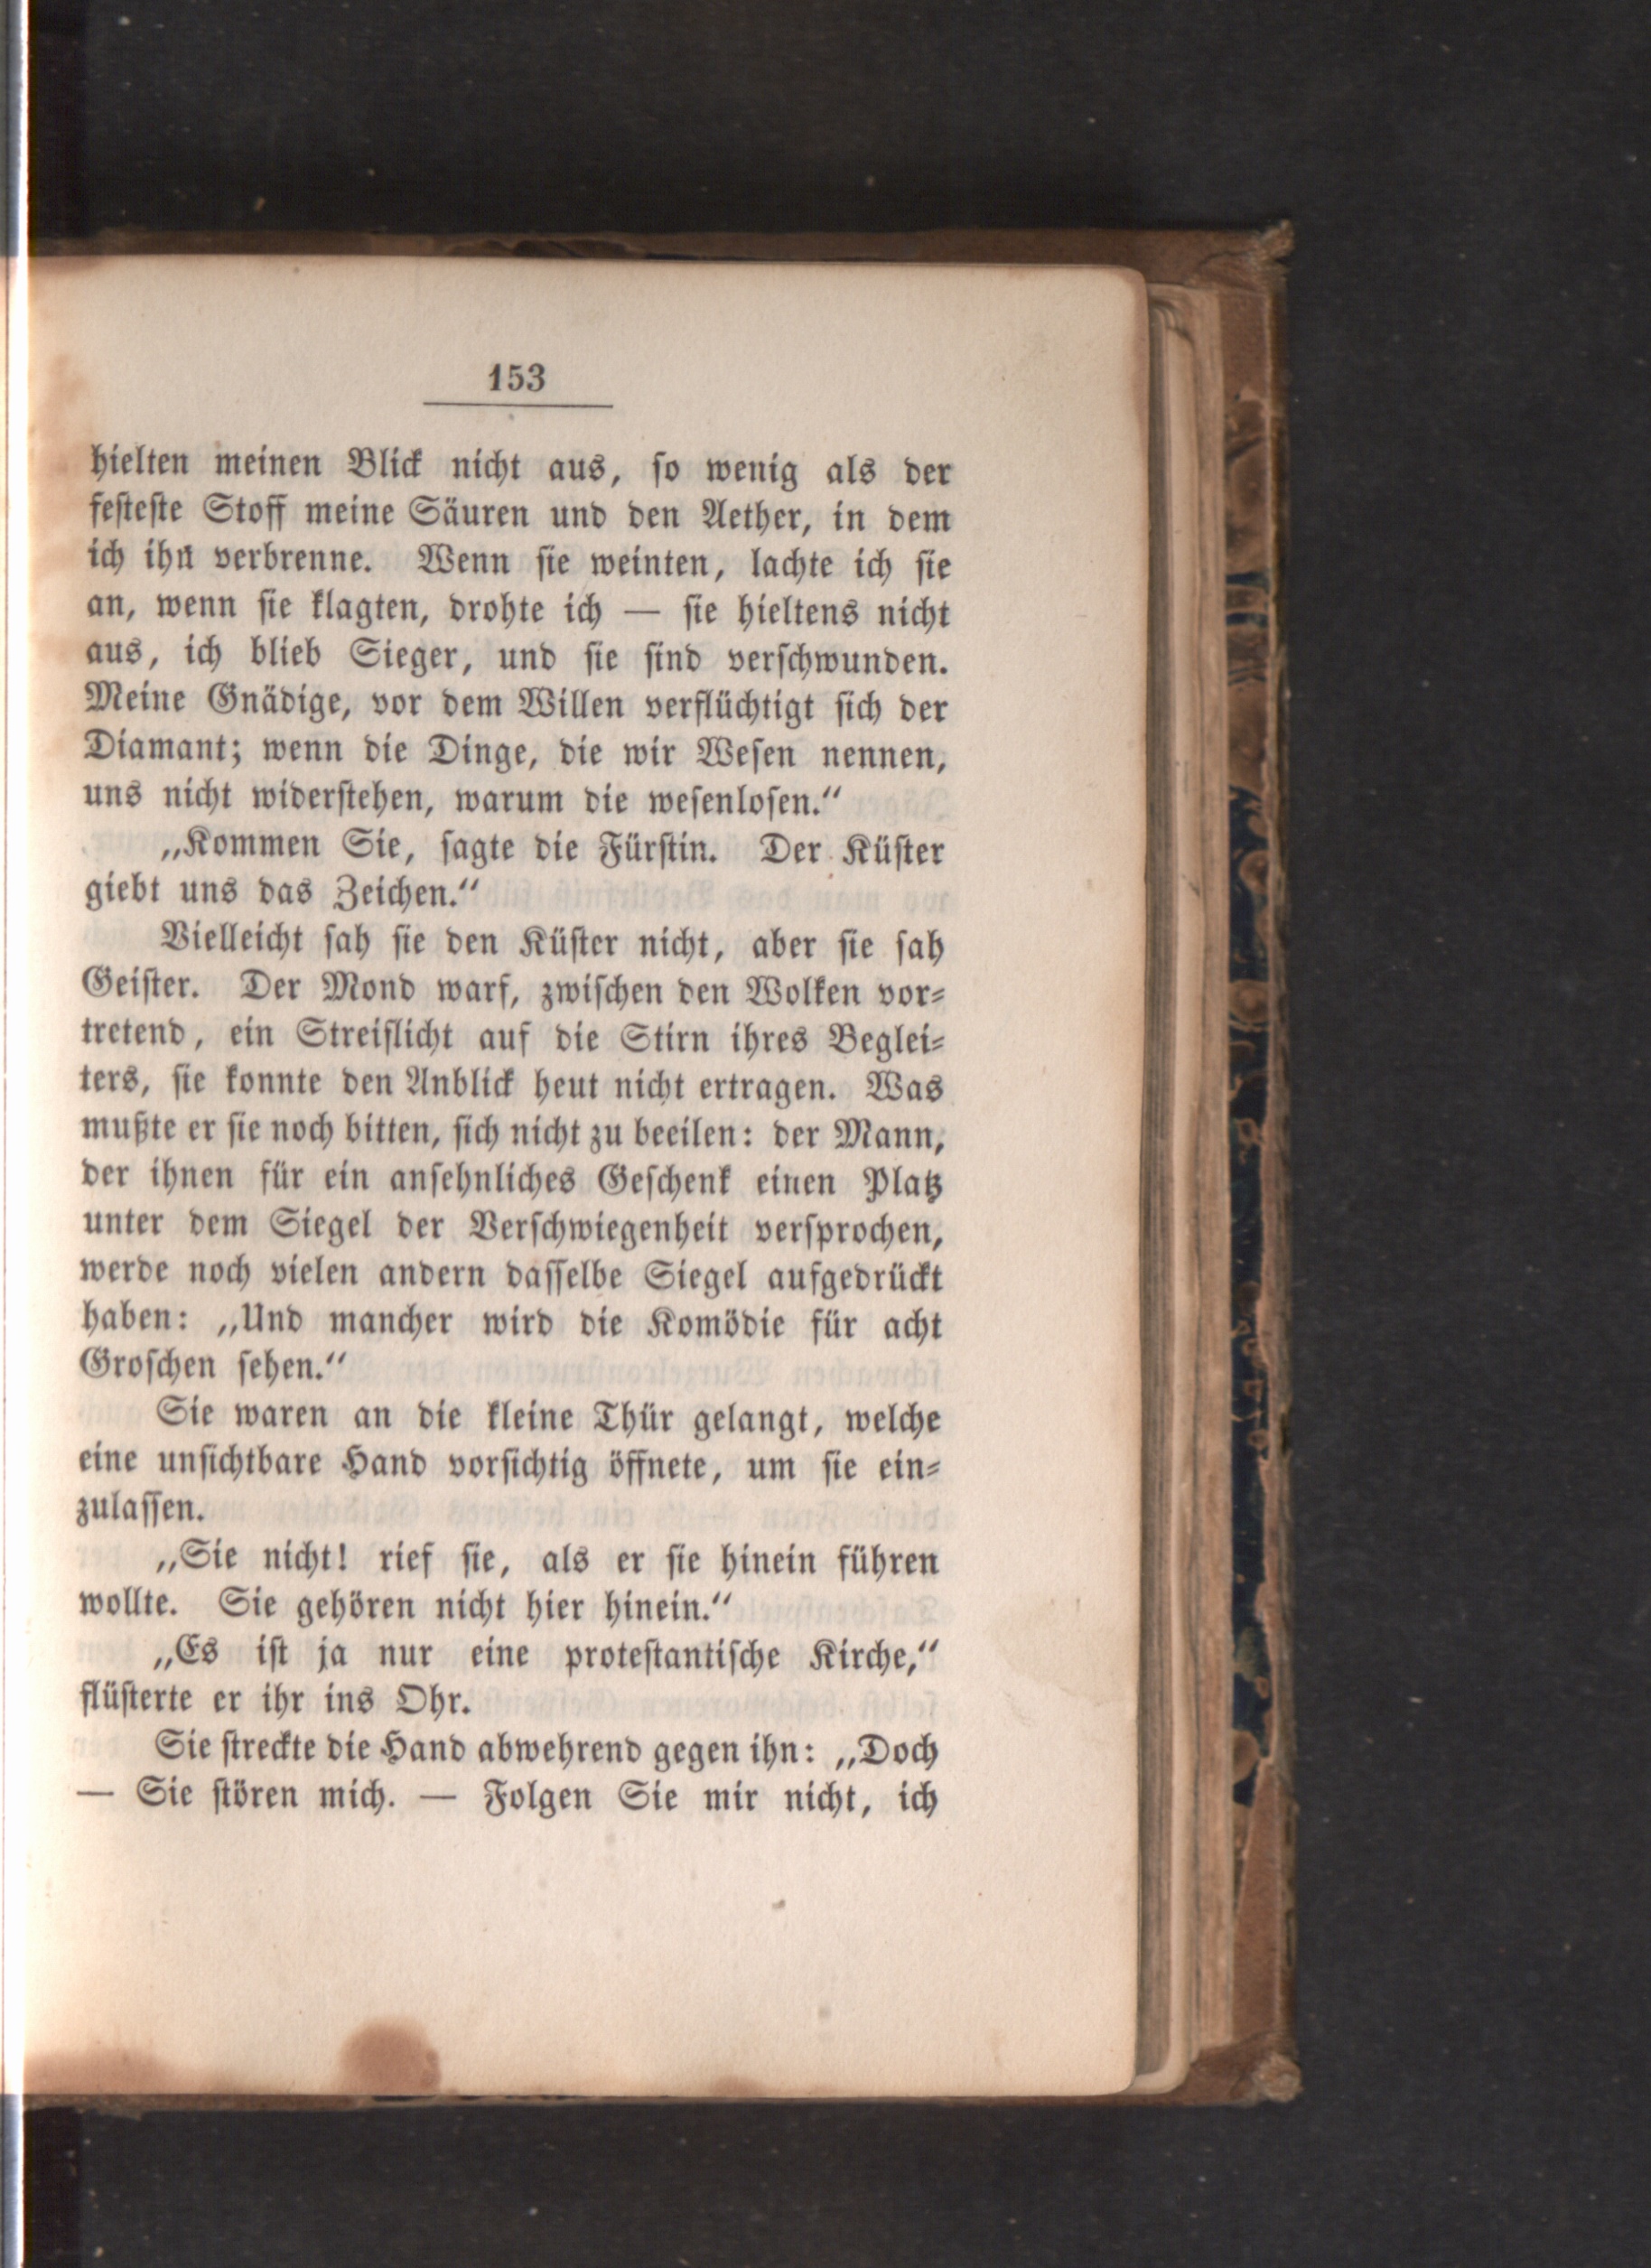 153
hielten meinen Blick nicht aus, so wenig als der
festeste Stoff meine Säuren und den Aether, in dem
ich ihn verbrenne. Wenn sie weinten, lachte ich sie
an, wenn sie klagten, drohte ich — sie hieltens nicht
aus, ich blieb Sieger, und sie sind verschwunden.
Meine Gnädige, vor dem Willen verflüchtigt sich der
Diamant; wenn die Dinge, die wir Wesen nennen,
uns nicht widerstehen, warum die wesenlosen.“
„Kommen Sie, sagte die Fürstin. Der Küster
giebt uns das Zeichen.“
Vielleicht sah sie den Küster nicht, aber sie sah
Geister. Der Mond warf, zwischen den Wolken vor-
tretend, ein Streiflicht auf die Stirn ihres Beglei-
ters, sie konnte den Anblick heut nicht ertragen. Was
mußte er sie noch bitten, sich nicht zu beeilen: der Mann,
der ihnen für ein ansehnliches Geschenk einen Platz
unter dem Siegel der Verschwiegenheit versprochen,
werde noch vielen andern dasselbe Siegel aufgedrückt
haben: „Und mancher wird die Komödie für acht
Groschen sehen.“
Sie waren an die kleine Thür gelangt, welche
eine unsichtbare Hand vorsichtig öffnete, um sie ein-
zulassen.
„Sie nicht! rief sie, als er sie hinein führen
wollte. Sie gehören nicht hier hinein.“
„Es ist ja nur eine protestantische Kirche,“
flüsterte er ihr ins Ohr.
Sie streckte die Hand abwehrend gegen ihn: „Doch
— Sie stören mich. — Folgen Sie mir nicht, ich